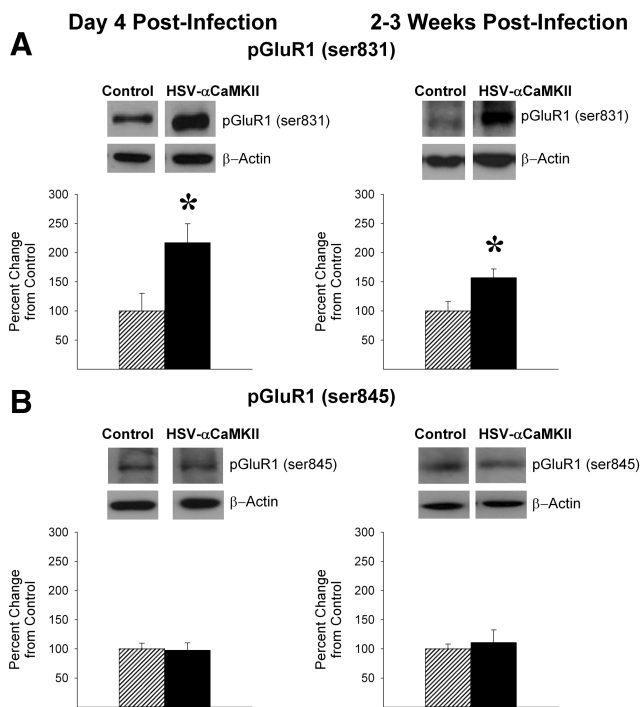 Day 4 Post-Infection
2-3 Weeks Post-Infection
A
pGluR1 (ser831)
Control HSV-αCaMKII
pGluR1 (ser831)
β–Actin
Percent Change
from Control
300
250
200
150
100
50
*
Control HSV-αCaMKII
pGluR1 (ser831)
β–Actin
Percent Change
from Control
300
250
200
150
100
50
*
B
pGluR1 (ser845)
Control HSV-αCaMKII
pGluR1 (ser845)
β–Actin
Percent Change
from Control
300
250
200
150
100
50
Control HSV-αCaMKII
pGluR1 (ser845)
β–Actin
Percent Change
from Control
300
250
200
150
100
50